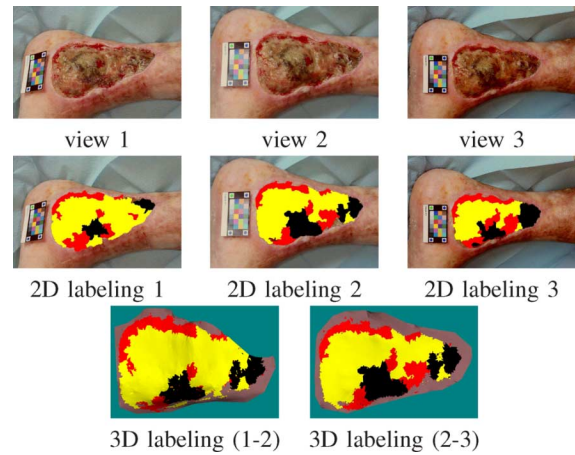 view 1 view 2 view 3
2D labeling 1 2D labeling 2 2D labeling 3
3D labeling (1-2) 3D labeling (2-3)